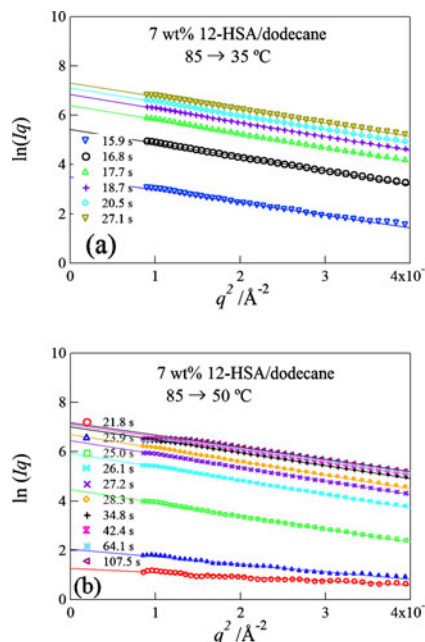 7 wt% 12-HSA/dodecane
85 → 35 ºC
10
8
6
4
2
0
ln(Iq)
15.9 s
16.8 s
17.7 s
18.7 s
20.5 s
27.1 s
(a)
0 1 2 3
q² /Å⁻²
7 wt% 12-HSA/dodecane
85 → 50 ºC
10
8
6
4
2
0
ln (Iq)
21.8 s
23.9 s
25.0 s
26.1 s
27.2 s
28.3 s
34.8 s
42.4 s
64.1 s
107.5 s
(b)
0 1 2 3
q² /Å⁻²